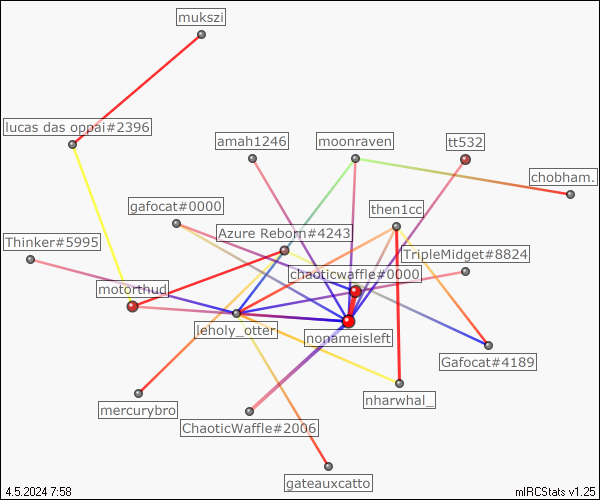 mukszi
lucas das oppai#2396
amah1246
moonraven
tt532
chobham.
gafocat#0000
then1cc
Azure Reborn#4243
Thinker#5995
TripleMidget#8824
chaoticwaffle#0000
motorthud
leholy_otter
nonameisleft
Gafocat#4189
nharwhal_
mercurybro
ChaoticWaffle#2006
gateauxcatto
4.5.2024 7:58
mIRCStats v1.25